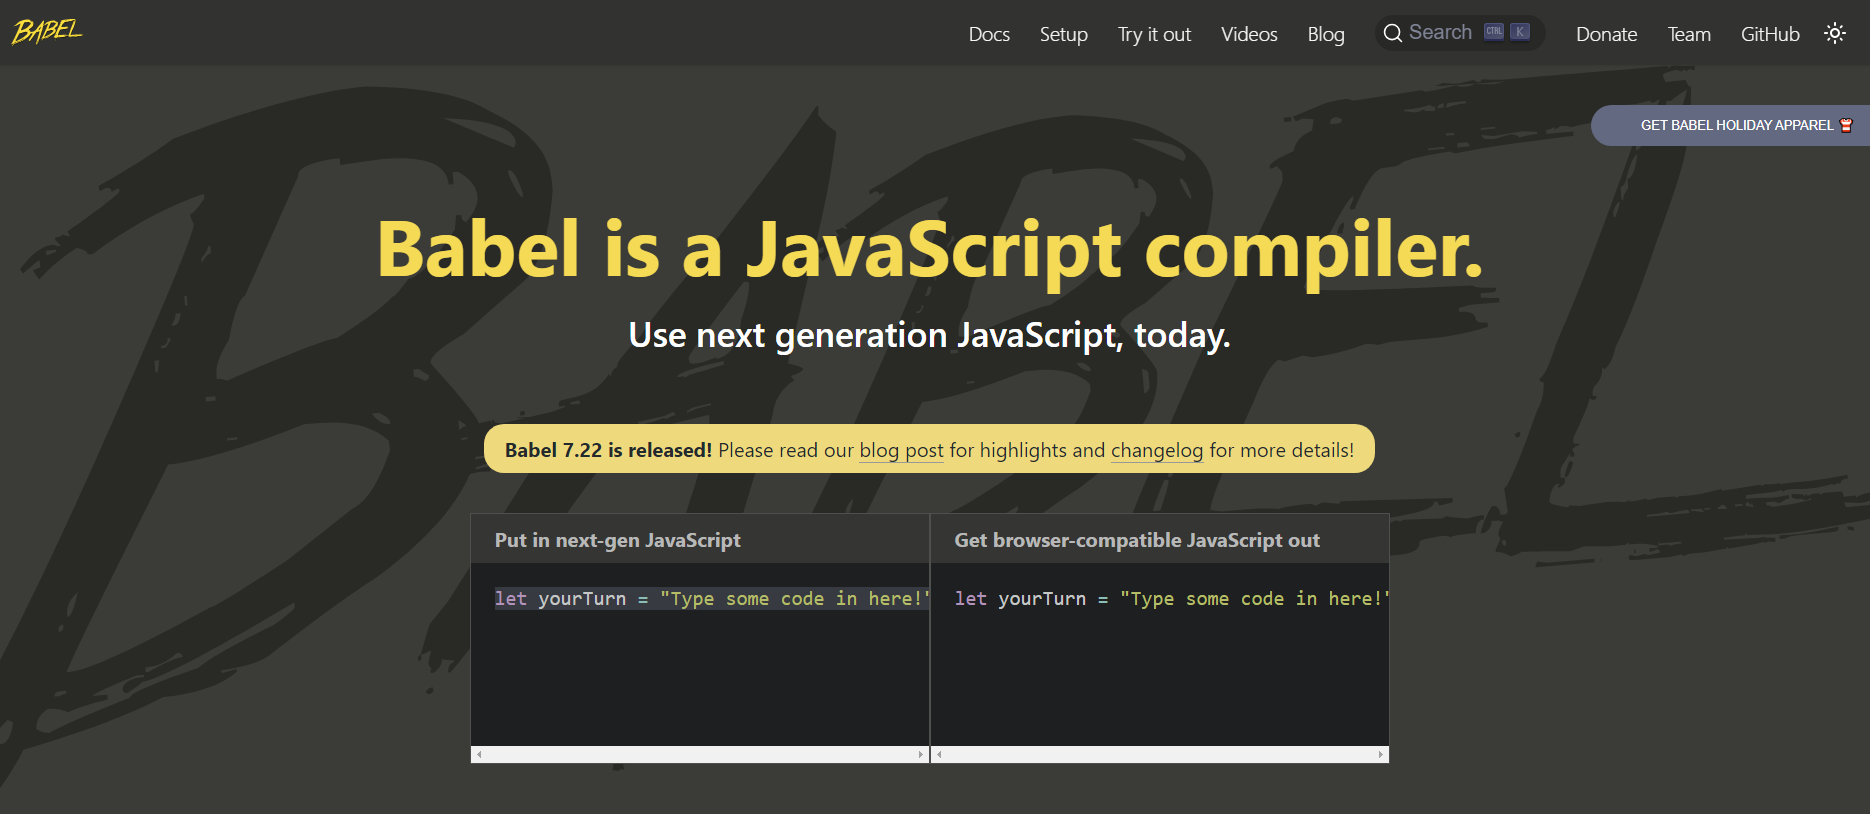 BABEL
Docs Setup Try it out Videos Blog Search CTRL K Donate Team GitHub
BABEL
GET BABEL HOLIDAY APPAREL
Babel is a JavaScript compiler.
Use next generation JavaScript, today.
Babel 7.22 is released! Please read our blog post for highlights and changelog for more details!
Put in next-gen JavaScript
Get browser-compatible JavaScript out
let yourTurn = "Type some code in here!"
let yourTurn = "Type some code in here!"